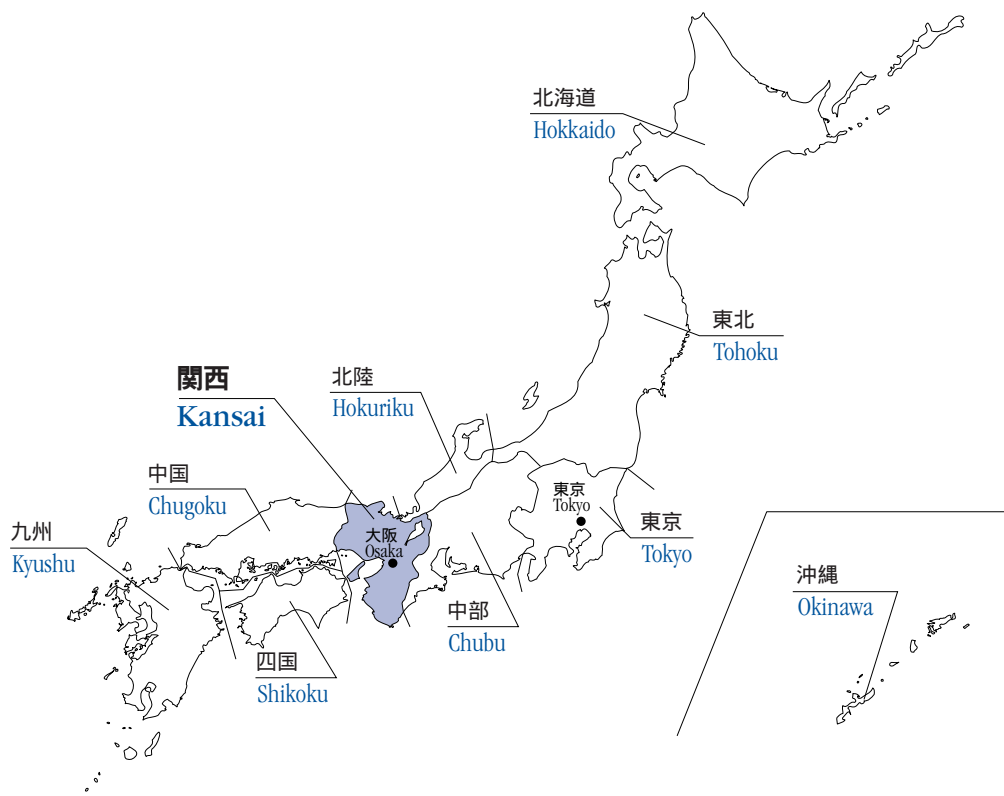 北海道
Hokkaido
東北
Tohoku
関西
Kansai
北陸
Hokuriku
中国
Chugoku
九州
Kyushu
東京
Tokyo
東京
Tokyo
大阪
Osaka
沖縄
Okinawa
中部
Chubu
四国
Shikoku